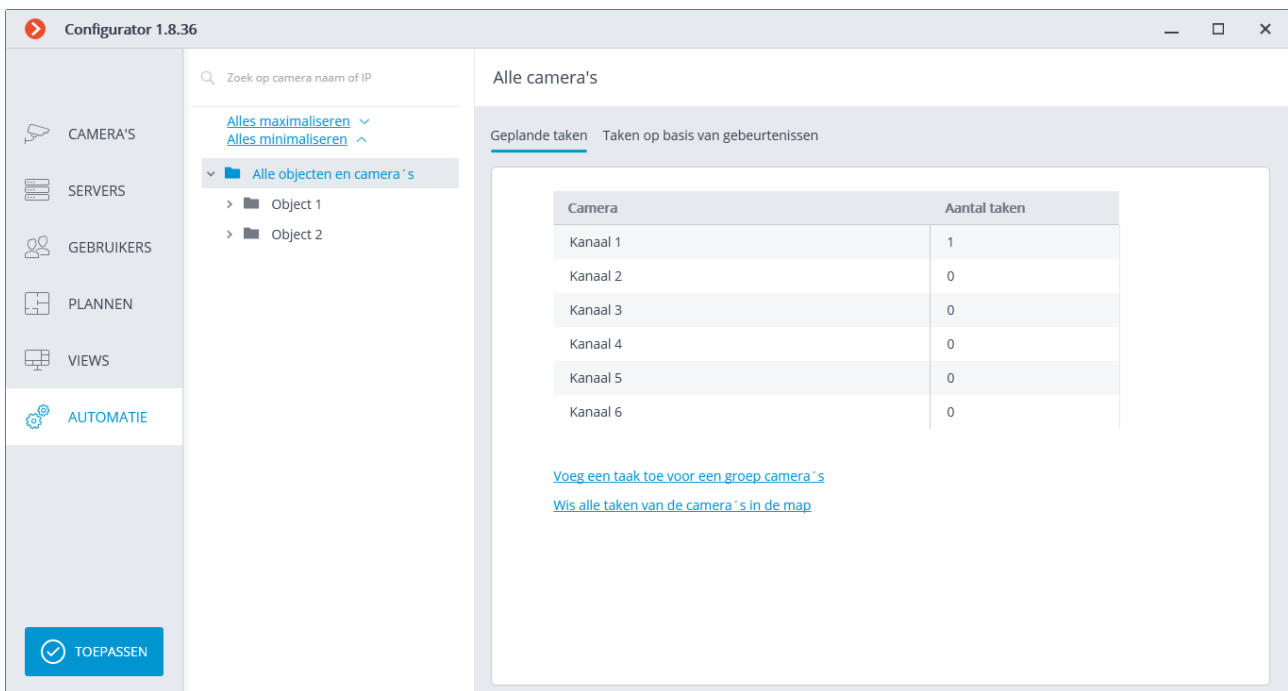 Configurator 1.8.36
CAMERA'S
SERVERS
GEBRUIKERS
PLANNEN
VIEWS
AUTOMATIE
TOEPASSEN
Zoek op camera naam of IP
Alles maximaliseren
Alles minimaliseren
Alle objecten en camera´s
Object 1
Object 2
Alle camera's
Geplande taken Taken op basis van gebeurtenissen
Camera Aantal taken
Kanaal 1 1
Kanaal 2 0
Kanaal 3 0
Kanaal 4 0
Kanaal 5 0
Kanaal 6 0
Voeg een taak toe voor een groep camera´s
Wis alle taken van de camera´s in de map